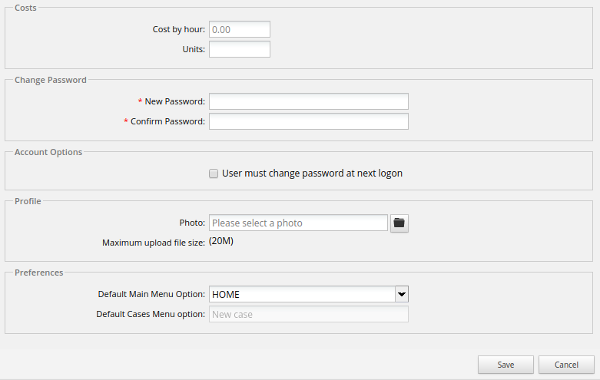 Costs
Cost by hour: 0.00
Units:
Change Password
* New Password:
* Confirm Password:
Account Options
User must change password at next logon
Profile
Photo: Please select a photo
Maximum upload file size: (20M)
Preferences
Default Main Menu Option: HOME
Default Cases Menu option: New case
Save Cancel